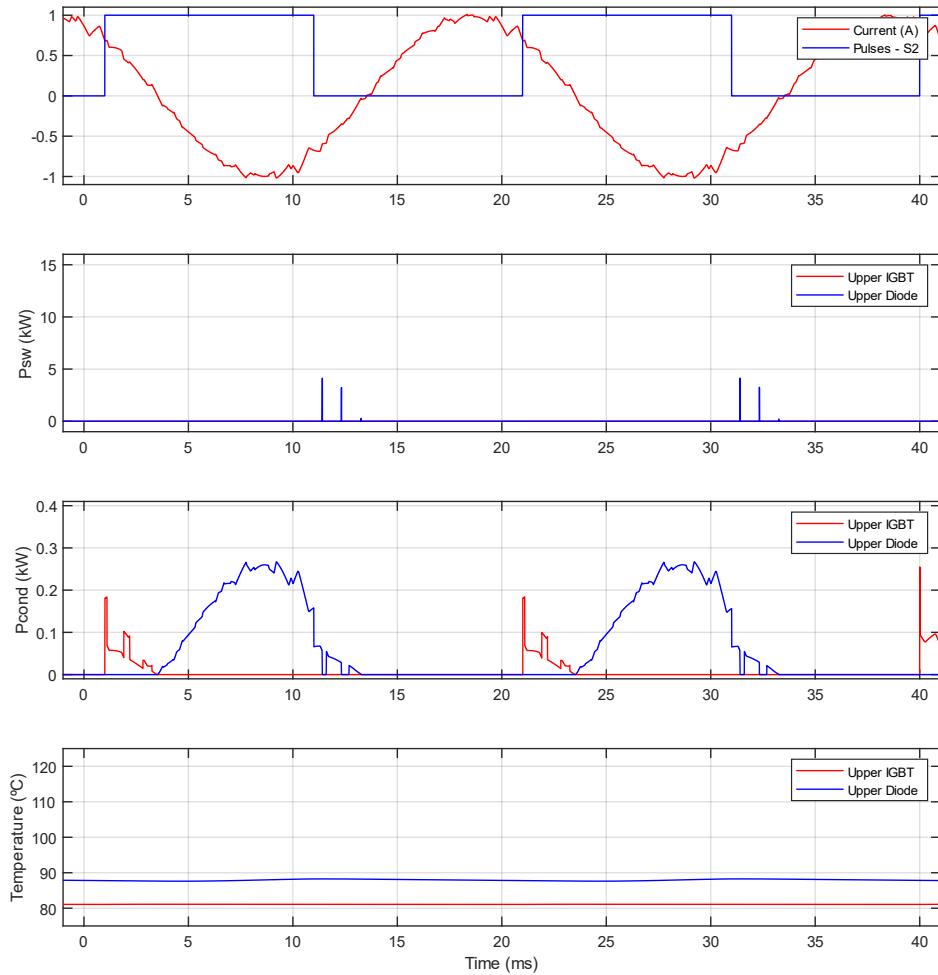 1
0.5
0
-0.5
-1
Current (A)
Pulses - S2
0 5 10 15 20 25 30 35 40
Psw (kW)
15
10
5
0
Upper IGBT
Upper Diode
0 5 10 15 20 25 30 35 40
Pcond (kW)
0.4
0.3
0.2
0.1
0
Upper IGBT
Upper Diode
0 5 10 15 20 25 30 35 40
Temperature (ºC)
120
110
100
90
80
Upper IGBT
Upper Diode
0 5 10 15 20 25 30 35 40
Time (ms)